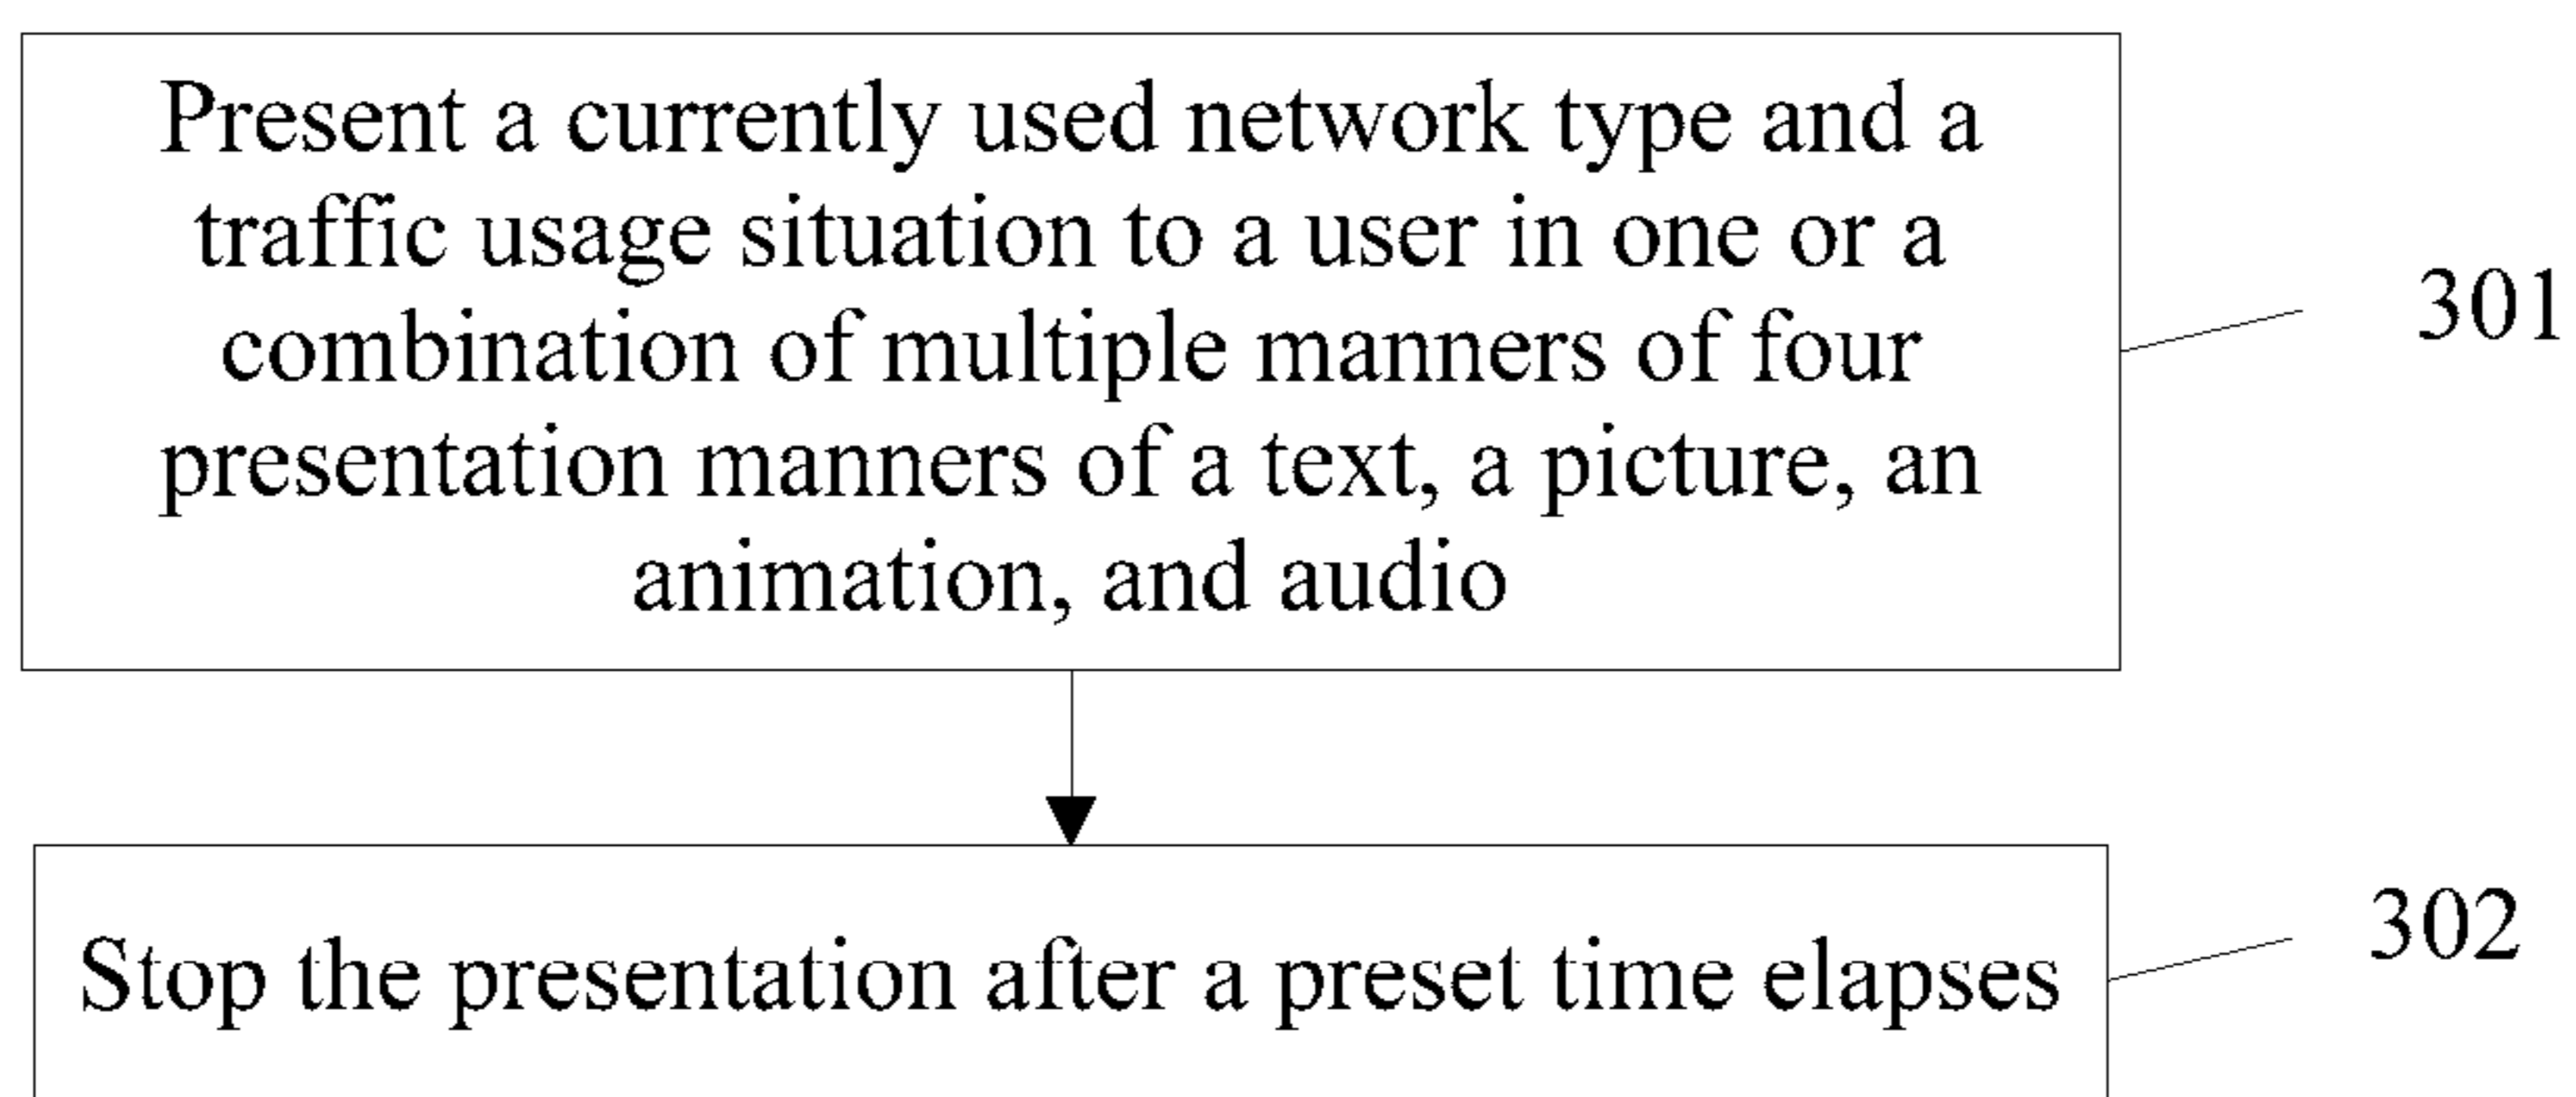 Present a currently used network type and a
traffic usage situation to a user in one or a
combination of multiple manners of four
presentation manners of a text, a picture, an
animation, and audio
301
Stop the presentation after a preset time elapses
302